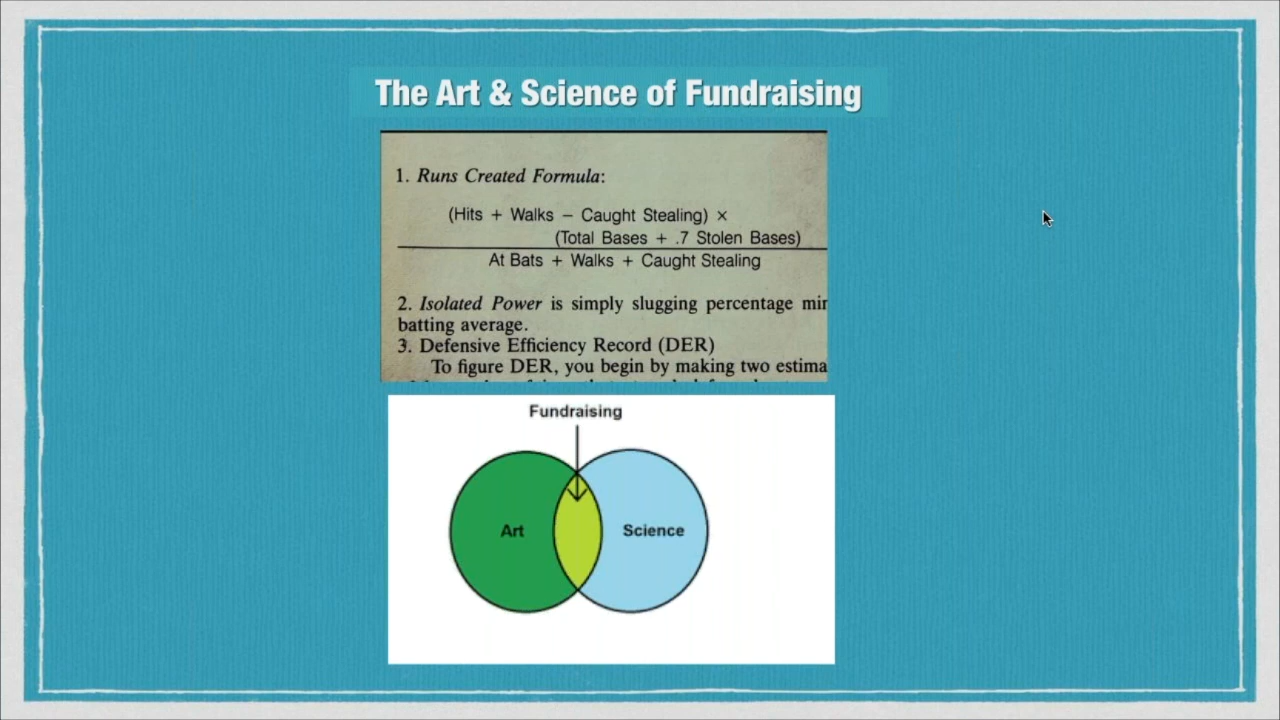 The Art & Science of Fundraising
1. Runs Created Formula:
(Hits + Walks − Caught Stealing) ×
(Total Bases + .7 Stolen Bases)
At Bats + Walks + Caught Stealing
2. Isolated Power is simply slugging percentage mir
batting average.
3. Defensive Efficiency Record (DER)
To figure DER, you begin by making two estima
Fundraising
Art
Science